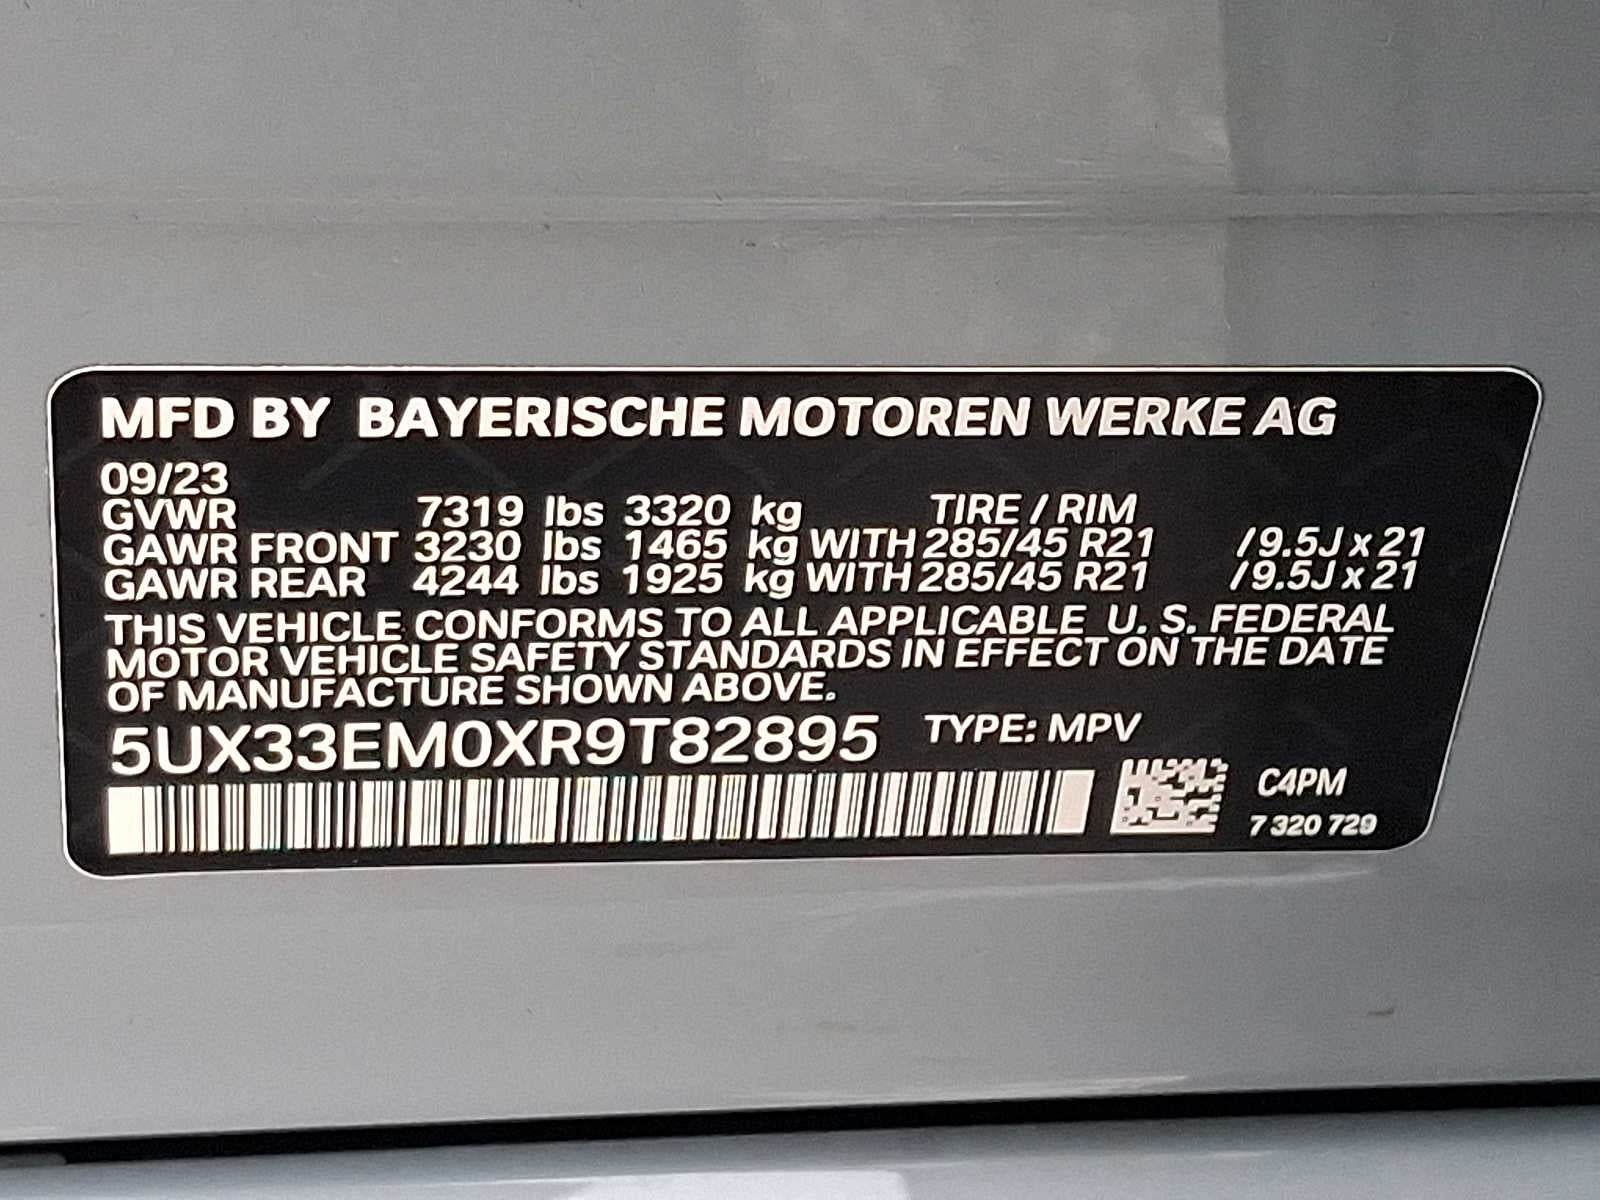 MFD BY BAYERISCHE MOTOREN WERKE AG
09/23
GVWR 7319 lbs 3320 kg TIRE / RIM
GAWR FRONT 3230 lbs 1465 kg WITH 285/45 R21 / 9.5J x 21
GAWR REAR 4244 lbs 1925 kg WITH 285/45 R21 / 9.5J x 21
THIS VEHICLE CONFORMS TO ALL APPLICABLE U. S. FEDERAL
MOTOR VEHICLE SAFETY STANDARDS IN EFFECT ON THE DATE
OF MANUFACTURE SHOWN ABOVE.
5UX33EM0XR9T82895 TYPE: MPV
C4PM
7 320 729